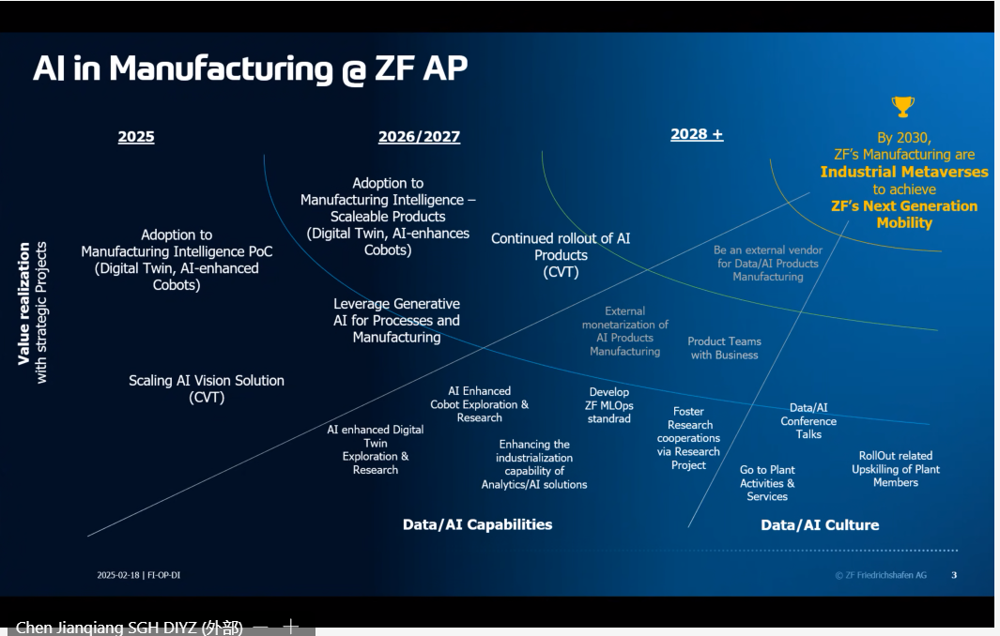 AI in Manufacturing @ ZF AP
2025
2026/2027
2028 +
By 2030,
ZF's Manufacturing are
Industrial Metaverses
to achieve
ZF's Next Generation
Mobility
Value realization
with strategic Projects
Adoption to
Manufacturing Intelligence PoC
(Digital Twin, AI-enhanced
Cobots)
Scaling AI Vision Solution
(CVT)
Adoption to
Manufacturing Intelligence –
Scaleable Products
(Digital Twin, AI-enhances
Cobots)
Leverage Generative
AI for Processes and
Manufacturing
Continued rollout of AI
Products
(CVT)
Be an external vendor
for Data/AI Products
Manufacturing
External
monetarization of
AI Products
Manufacturing
Product Teams
with Business
AI enhanced Digital
Twin
Exploration &
Research
AI Enhanced
Cobot Exploration &
Research
Enhancing the
industrialization
capability of
Analytics/AI solutions
Develop
ZF MLOps
standrad
Foster
Research
cooperations
via Research
Project
Data/AI
Conference
Talks
Go to Plant
Activities &
Services
RollOut related
Upskilling of Plant
Members
Data/AI Capabilities
Data/AI Culture
2025-02-18 | FI-OP-DI
© ZF Friedrichshafen AG
3
Chen Jianqiang SGH DIYZ (外部)